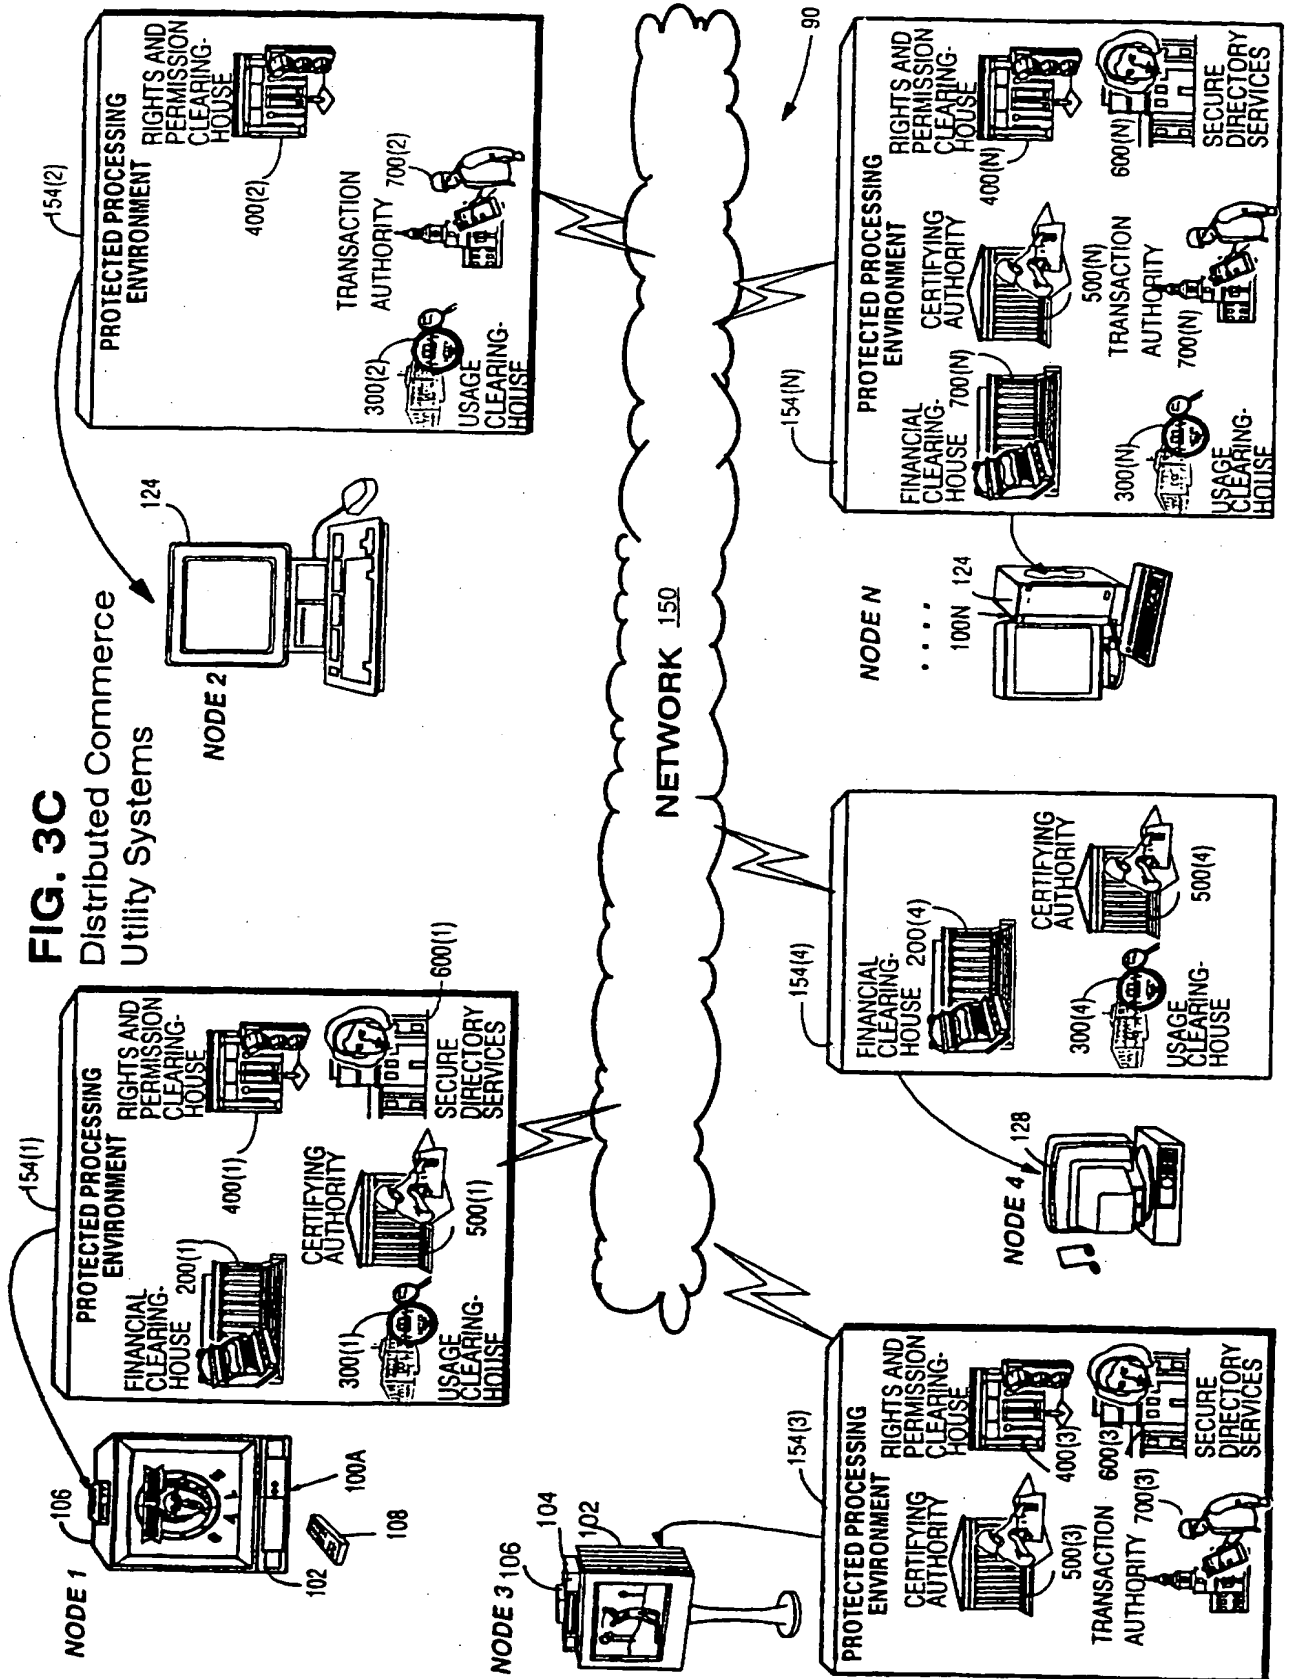 FIG. 3C
Distributed Commerce
Utility Systems
NODE 1
106
102
100A
108
154(1)
PROTECTED PROCESSING
ENVIRONMENT
FINANCIAL
CLEARING-
HOUSE
200(1)
RIGHTS AND
PERMISSION
CLEARING-
HOUSE
400(1)
300(1)
USAGE
CLEARING-
HOUSE
CERTIFYING
AUTHORITY
500(1)
SECURE
DIRECTORY
SERVICES
600(1)
NODE 2
124
154(2)
PROTECTED PROCESSING
ENVIRONMENT
RIGHTS AND
PERMISSION
CLEARING-
HOUSE
400(2)
300(2)
USAGE
CLEARING-
HOUSE
TRANSACTION
AUTHORITY
700(2)
NETWORK 150
90
NODE 3
106
104
102
154(3)
PROTECTED PROCESSING
ENVIRONMENT
CERTIFYING
AUTHORITY
500(3)
RIGHTS AND
PERMISSION
CLEARING-
HOUSE
400(3)
600(3)
TRANSACTION
AUTHORITY
700(3)
SECURE
DIRECTORY
SERVICES
NODE 4
128
154(4)
FINANCIAL
CLEARING-
HOUSE
200(4)
300(4)
USAGE
CLEARING-
HOUSE
CERTIFYING
AUTHORITY
500(4)
NODE N
. . . .
100N
124
154(N)
PROTECTED PROCESSING
ENVIRONMENT
FINANCIAL
CLEARING-
HOUSE
700(N)
CERTIFYING
AUTHORITY
500(N)
RIGHTS AND
PERMISSION
CLEARING-
HOUSE
400(N)
600(N)
300(N)
USAGE
CLEARING-
HOUSE
TRANSACTION
AUTHORITY
700(N)
SECURE
DIRECTORY
SERVICES